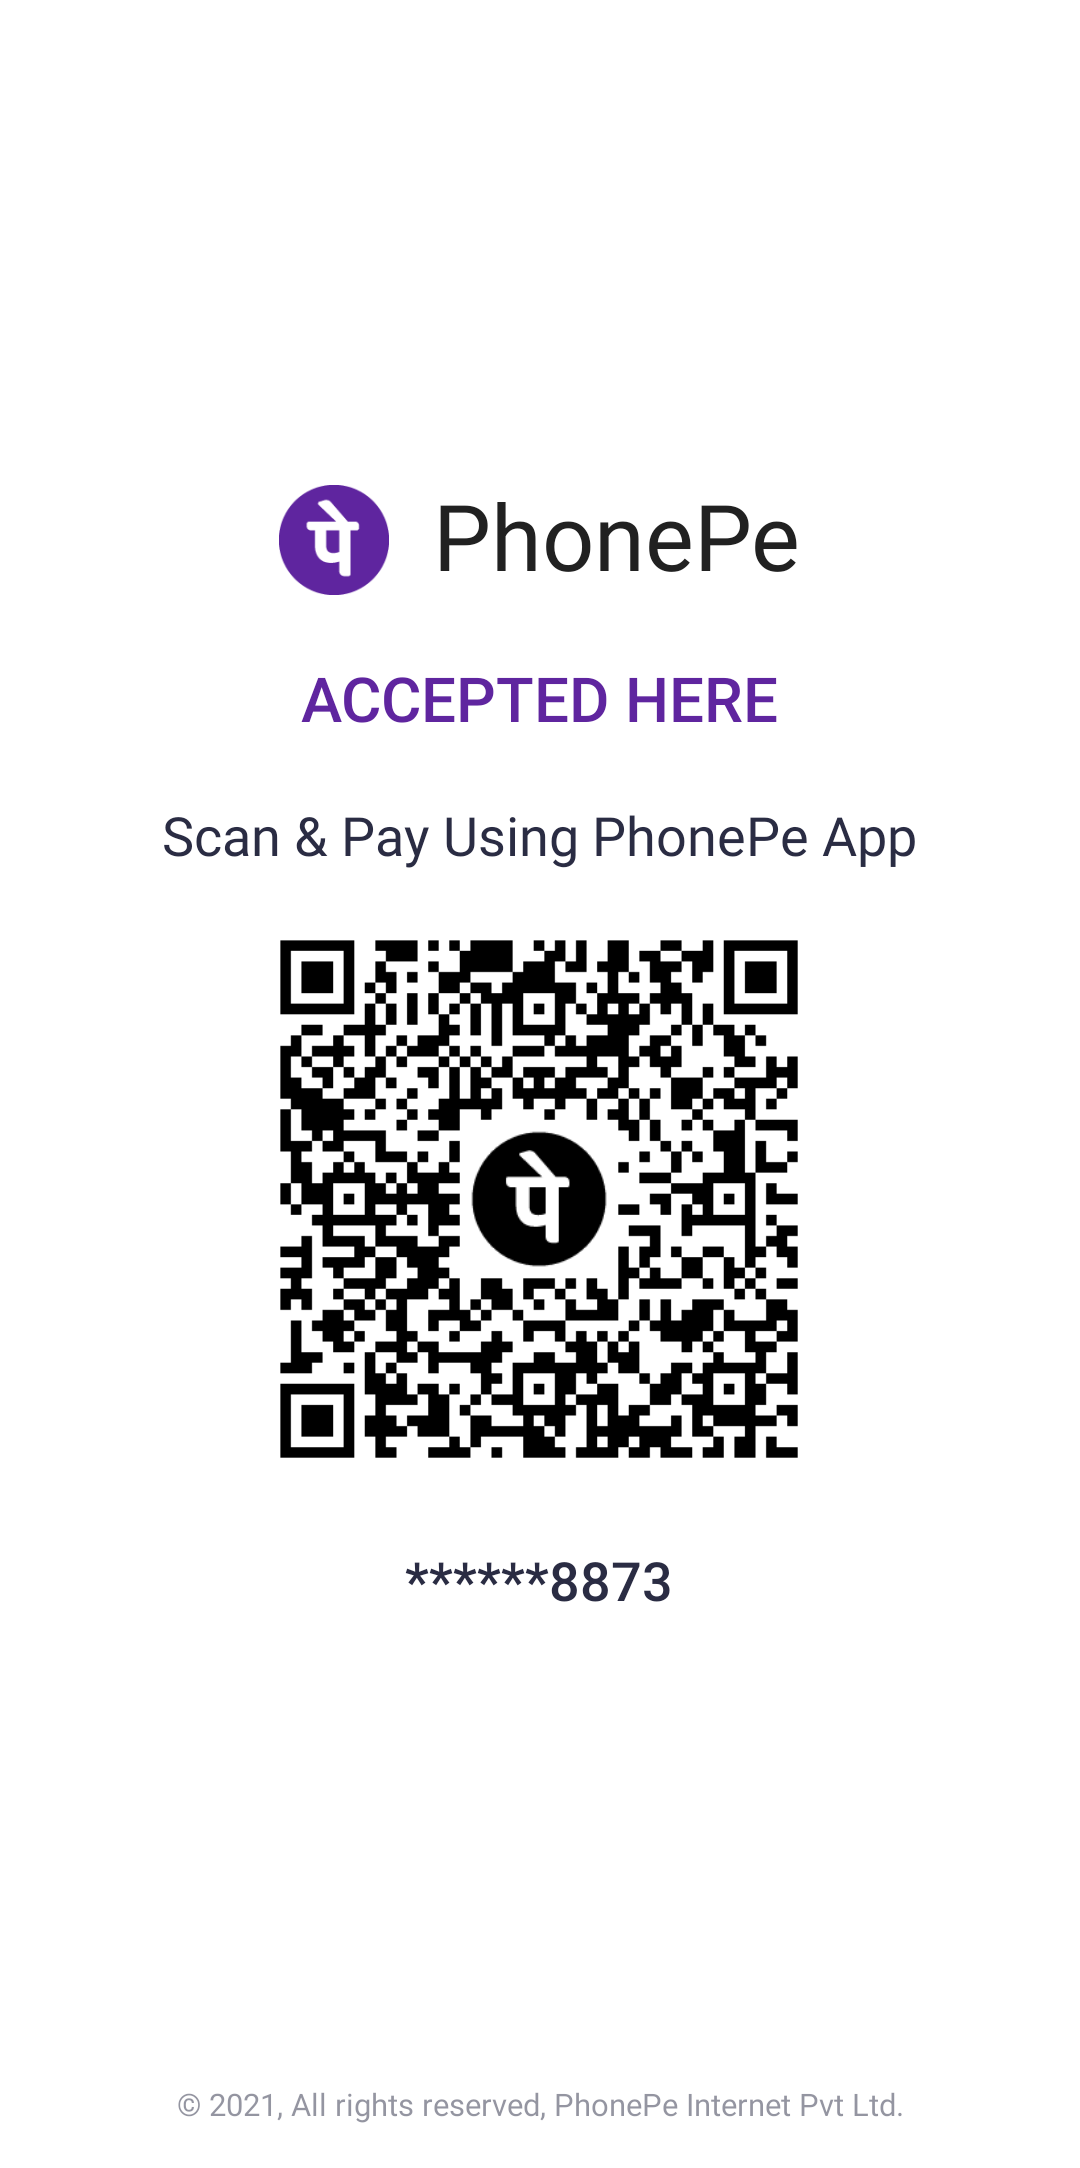 पे PhonePe
ACCEPTED HERE
Scan & Pay Using PhonePe App
पे
******8873
© 2021, All rights reserved, PhonePe Internet Pvt Ltd.